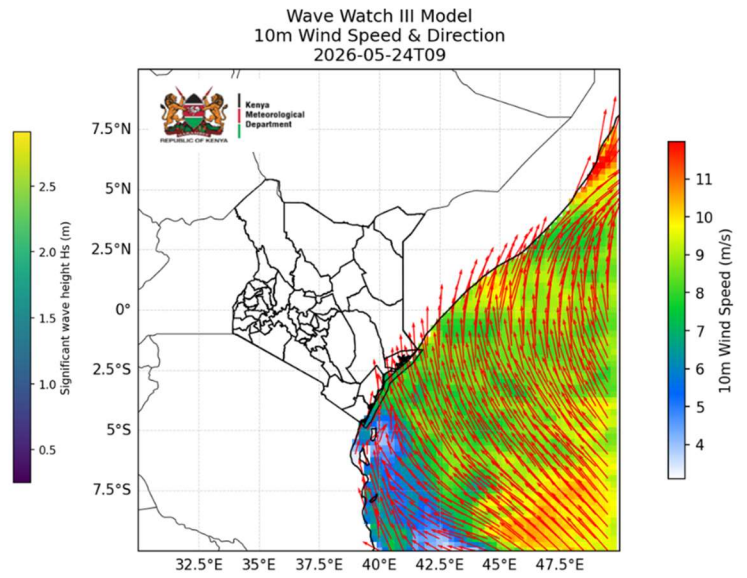 Wave Watch III Model
10m Wind Speed & Direction
2026-05-24T09
Kenya
Meteorological
Department
REPUBLIC OF KENYA
7.5°N
5°N
2.5°N
0°
2.5°S
5°S
7.5°S
32.5°E 35°E 37.5°E 40°E 42.5°E 45°E 47.5°E
Significant wave height Hs (m)
2.5
2.0
1.5
1.0
0.5
10m Wind Speed (m/s)
11
10
9
8
7
6
5
4